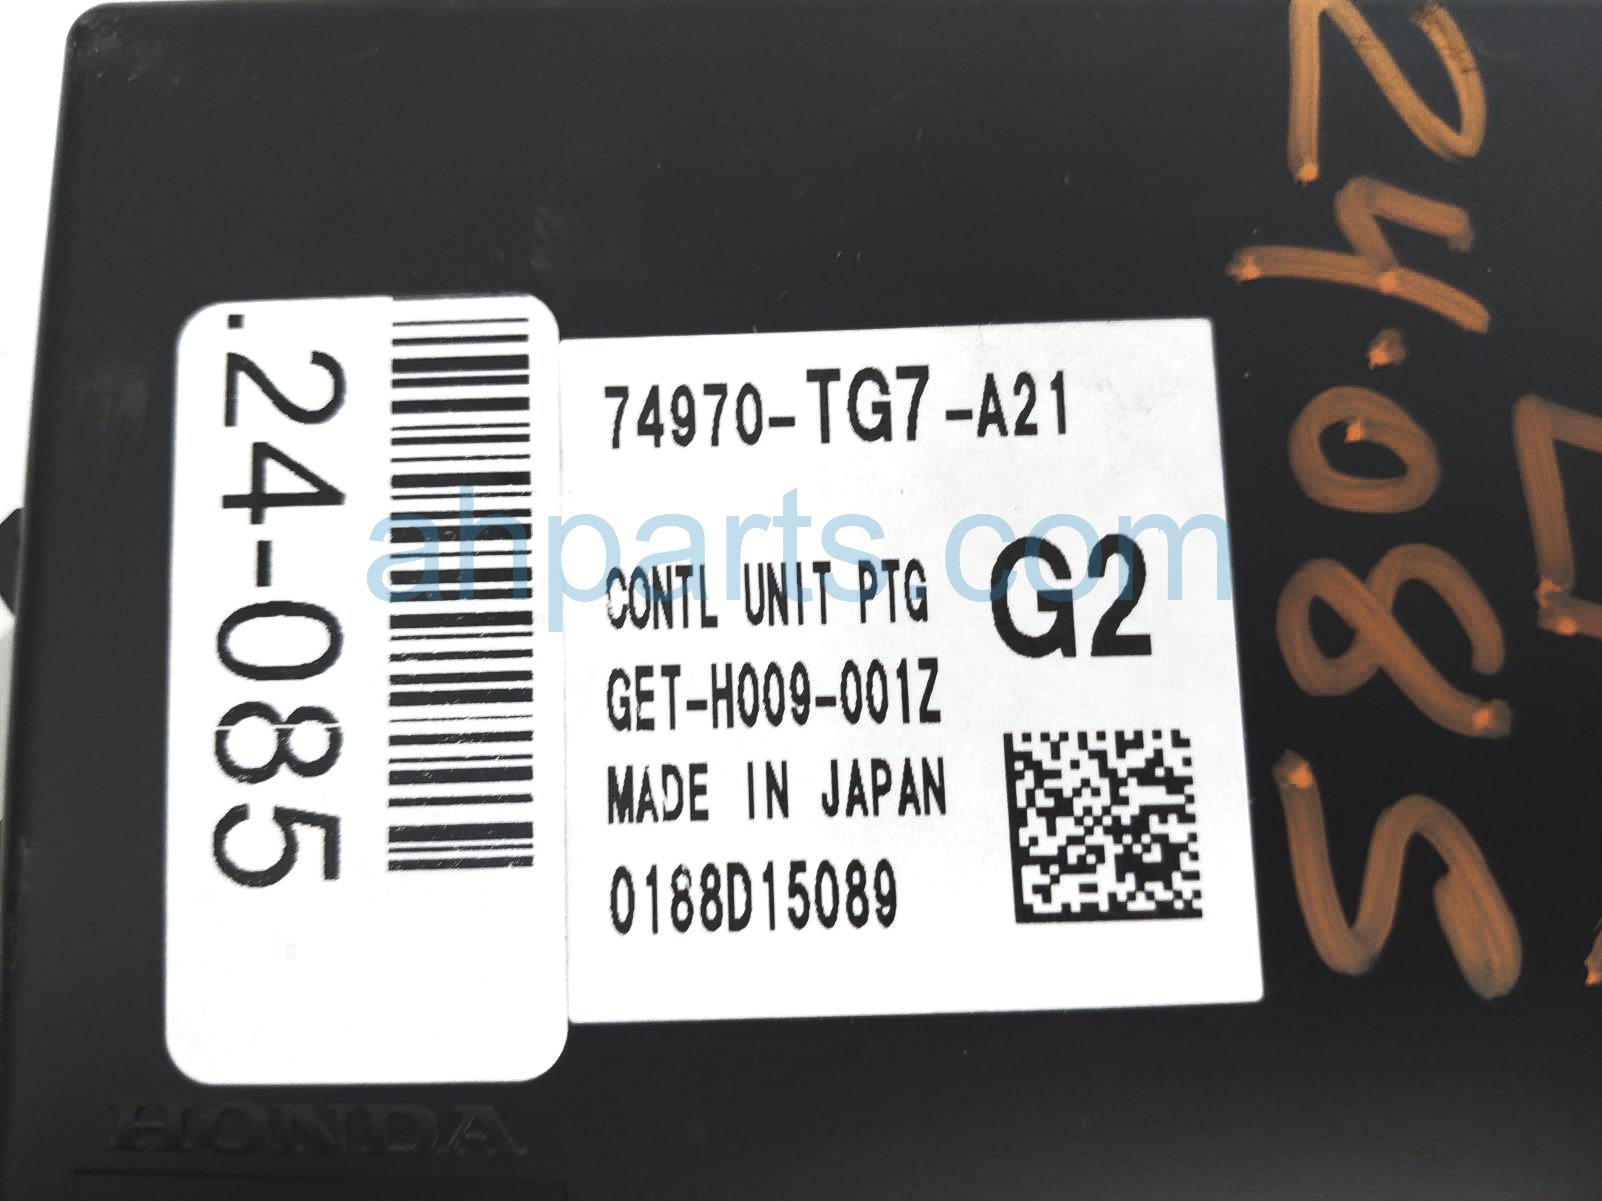 .24-085
74970-TG7-A21
CONTL UNIT PTG
G2
GET-H009-001Z
MADE IN JAPAN
0188D15089
ahparts.com
24.085
HONDA